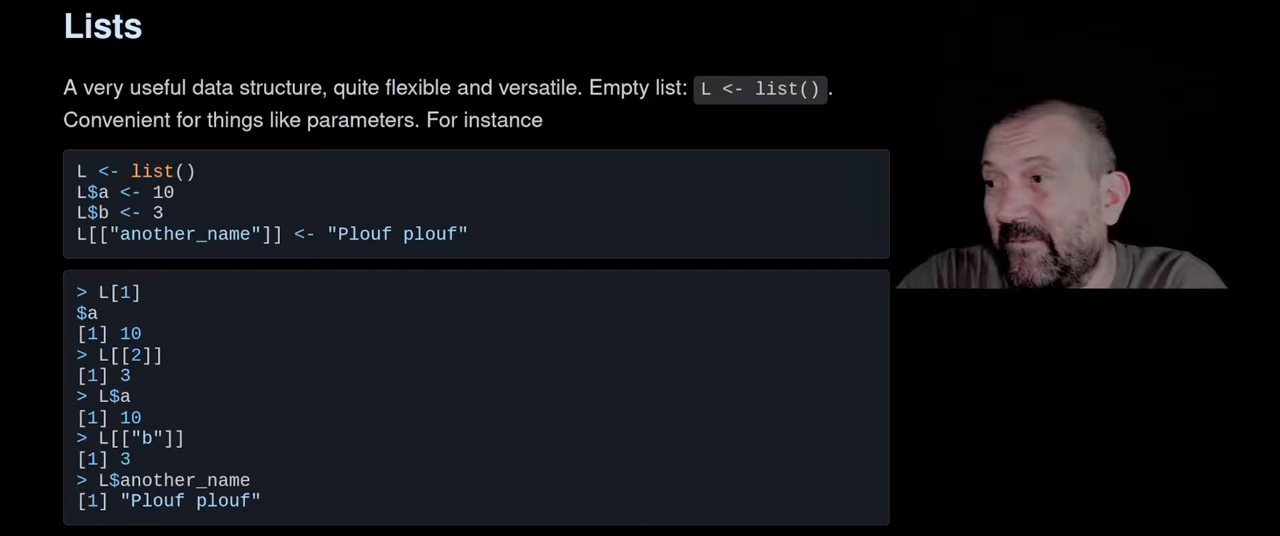 Lists
A very useful data structure, quite flexible and versatile. Empty list: L <- list().
Convenient for things like parameters. For instance
L <- list()
L$a <- 10
L$b <- 3
L[["another_name"]] <- "Plouf plouf"
> L[1]
$a
[1] 10
> L[[2]]
[1] 3
> L$a
[1] 10
> L[["b"]]
[1] 3
> L$another_name
[1] "Plouf plouf"